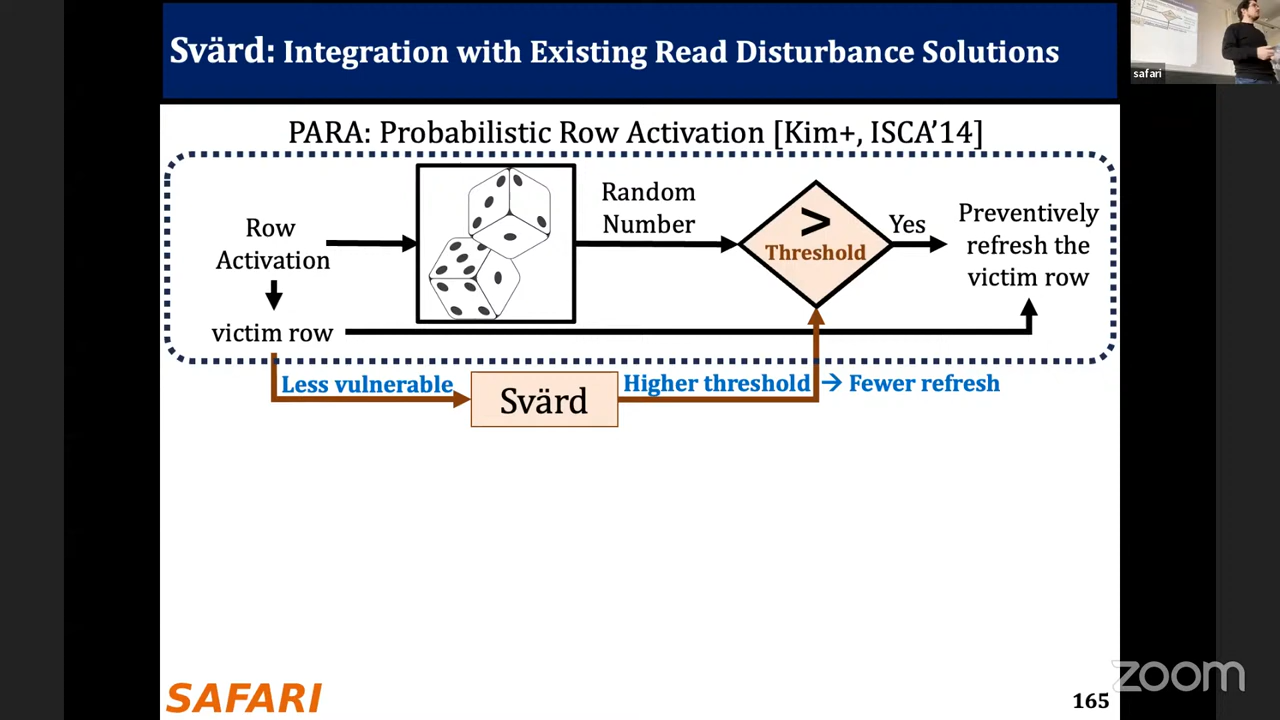 Svärd: Integration with Existing Read Disturbance Solutions
safari
PARA: Probabilistic Row Activation [Kim+, ISCA'14]
Row
Activation
Random
Number
>
Threshold
Yes
Preventively
refresh the
victim row
victim row
Less vulnerable
Svärd
Higher threshold → Fewer refresh
SAFARI
165
zoom